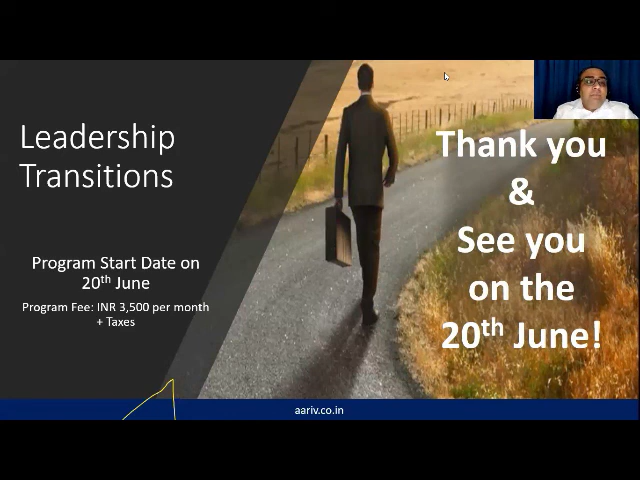 Leadership
Transitions
Program Start Date on
20th June
Program Fee: INR 3,500 per month
+ Taxes
Thank you
&
See you
on the
20th June!
aariv.co.in